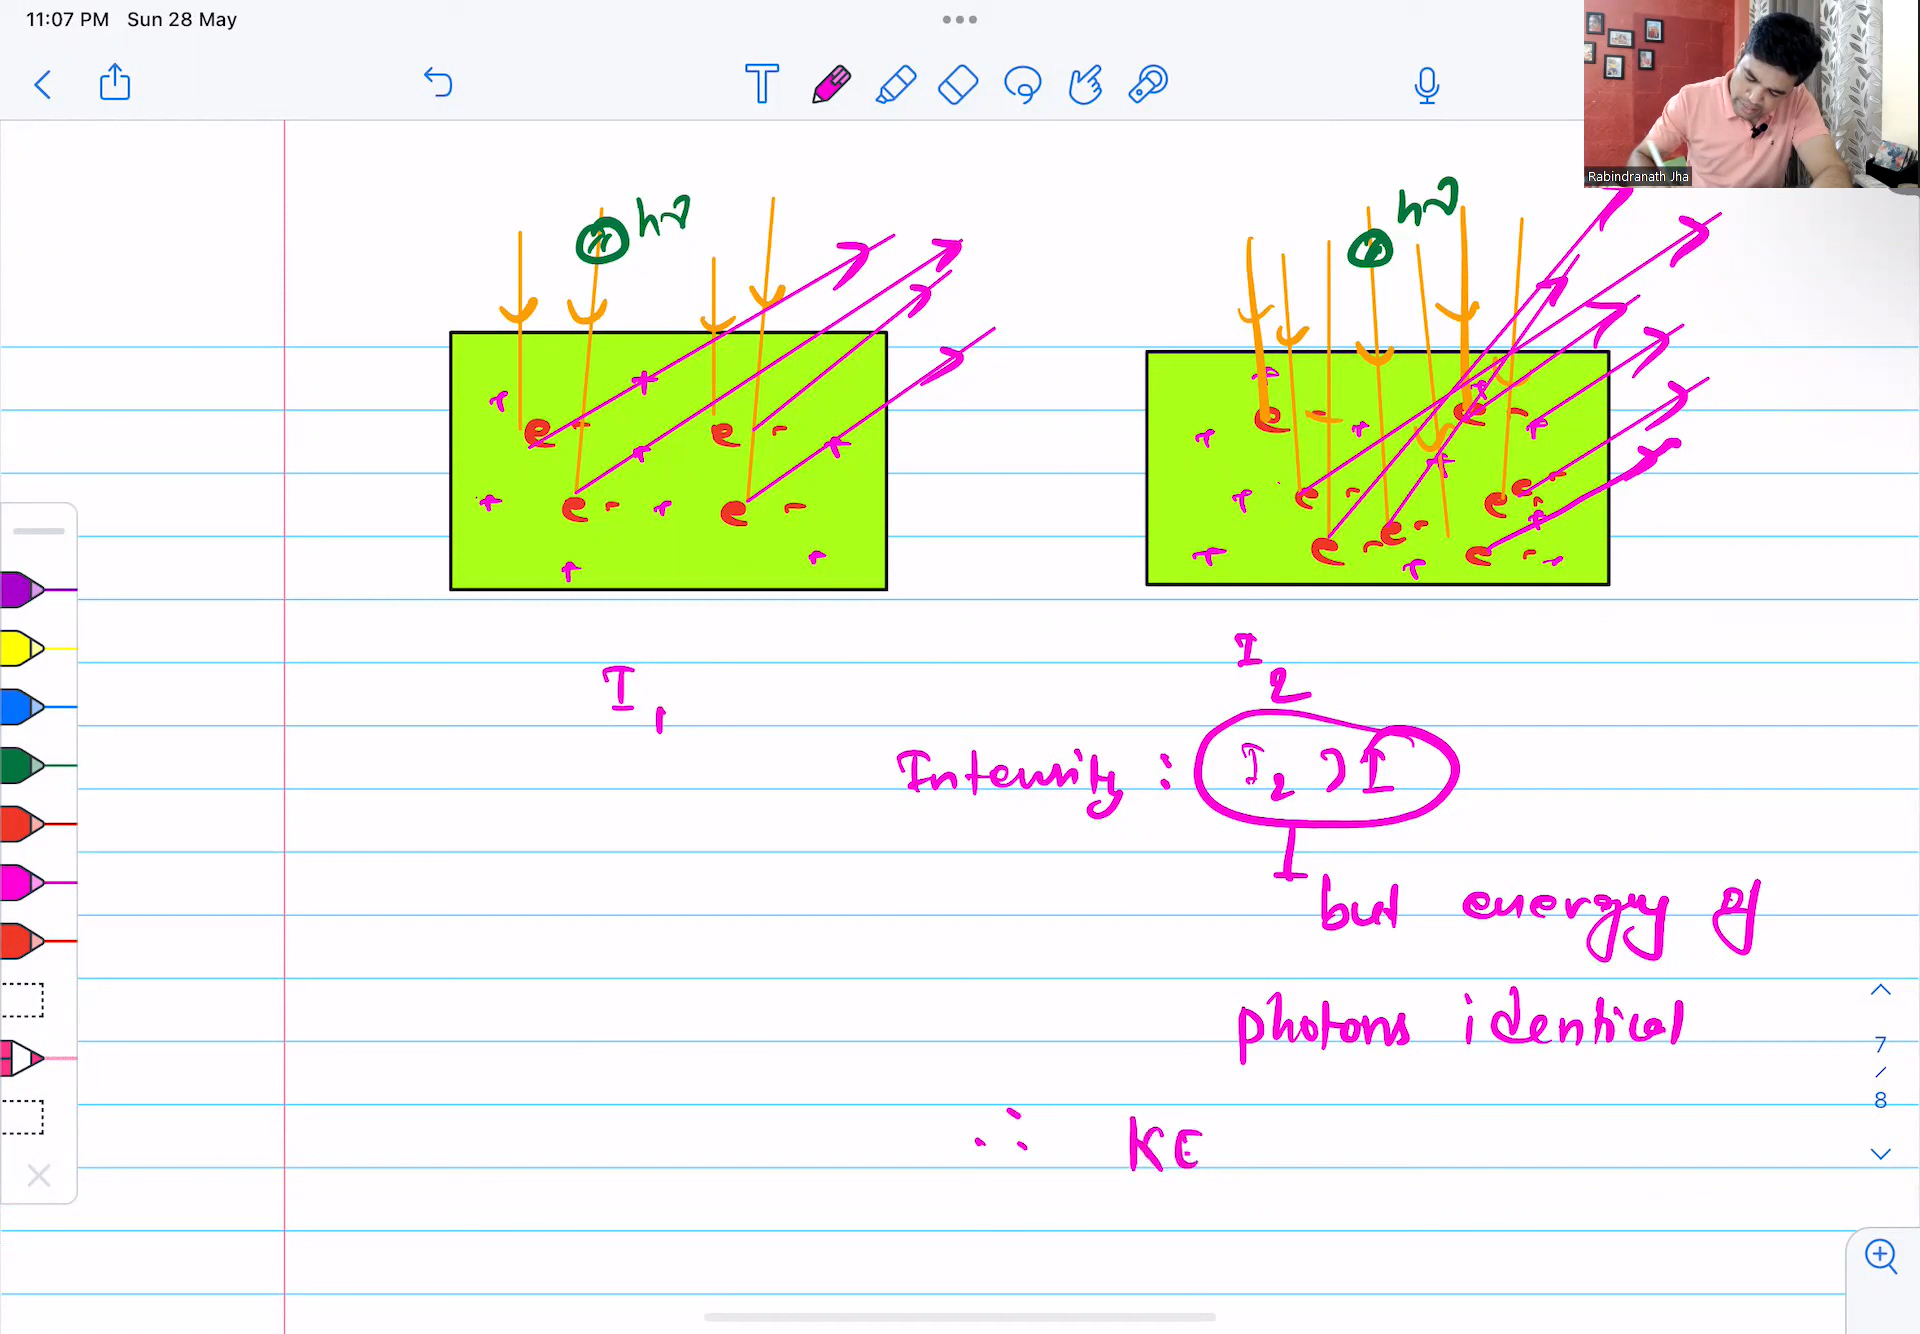 11:07 PM Sun 28 May
T
Rabindranath Jha
hν
hν
+ + e - e -
+ + + e - + e -
+ +
+ e - - + e - +
+ + e - + e - e -
+ e - e - + e - + -
I₁
I₂
Intensity : I₂ > I
but energy of
photons identical
7
/
8
∴ KE